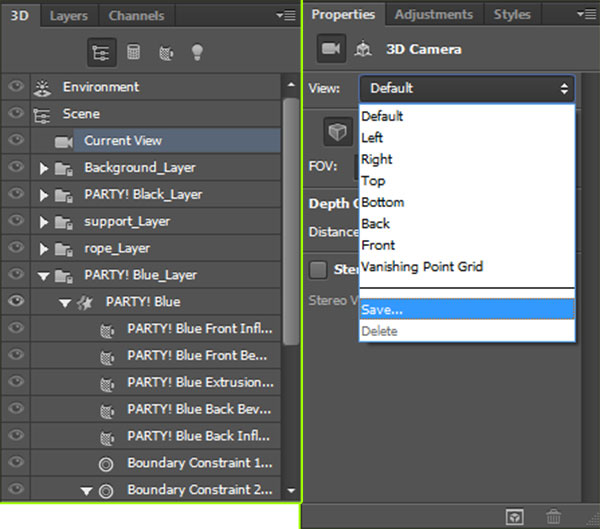 3D Layers Channels
Environment
Scene
Current View
Background_Layer
PARTY! Black_Layer
support_Layer
rope_Layer
PARTY! Blue_Layer
PARTY! Blue
PARTY! Blue Front Infl...
PARTY! Blue Front Be...
PARTY! Blue Extrusion...
PARTY! Blue Back Bev...
PARTY! Blue Back Infl...
Boundary Constraint 1...
Boundary Constraint 2...
Properties Adjustments Styles
3D Camera
View: Default
Default
Left
Right
Top
Bottom
Back
Front
Vanishing Point Grid
Save...
Delete
FOV:
Depth
Distance
Ster
Stereo V